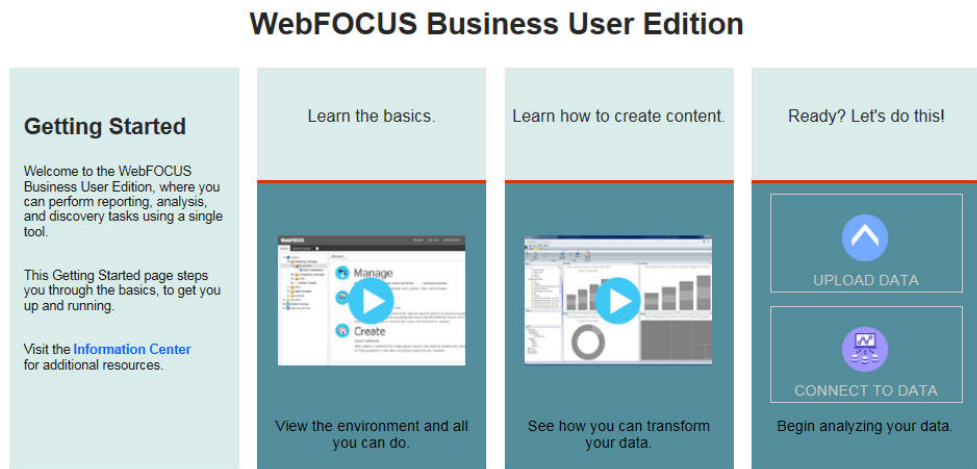 WebFOCUS Business User Edition
Getting Started
Welcome to the WebFOCUS
Business User Edition, where you
can perform reporting, analysis,
and discovery tasks using a single
tool.
This Getting Started page steps
you through the basics, to get you
up and running.
Visit the Information Center
for additional resources.
Learn the basics.
WebFOCUS
Manage
Create
View the environment and all
you can do.
Learn how to create content.
See how you can transform
your data.
Ready? Let's do this!
UPLOAD DATA
CONNECT TO DATA
Begin analyzing your data.